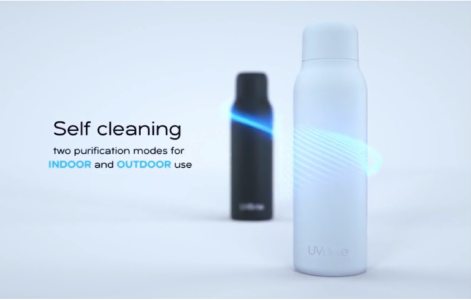 Self cleaning
two purification modes for
INDOOR and OUTDOOR use